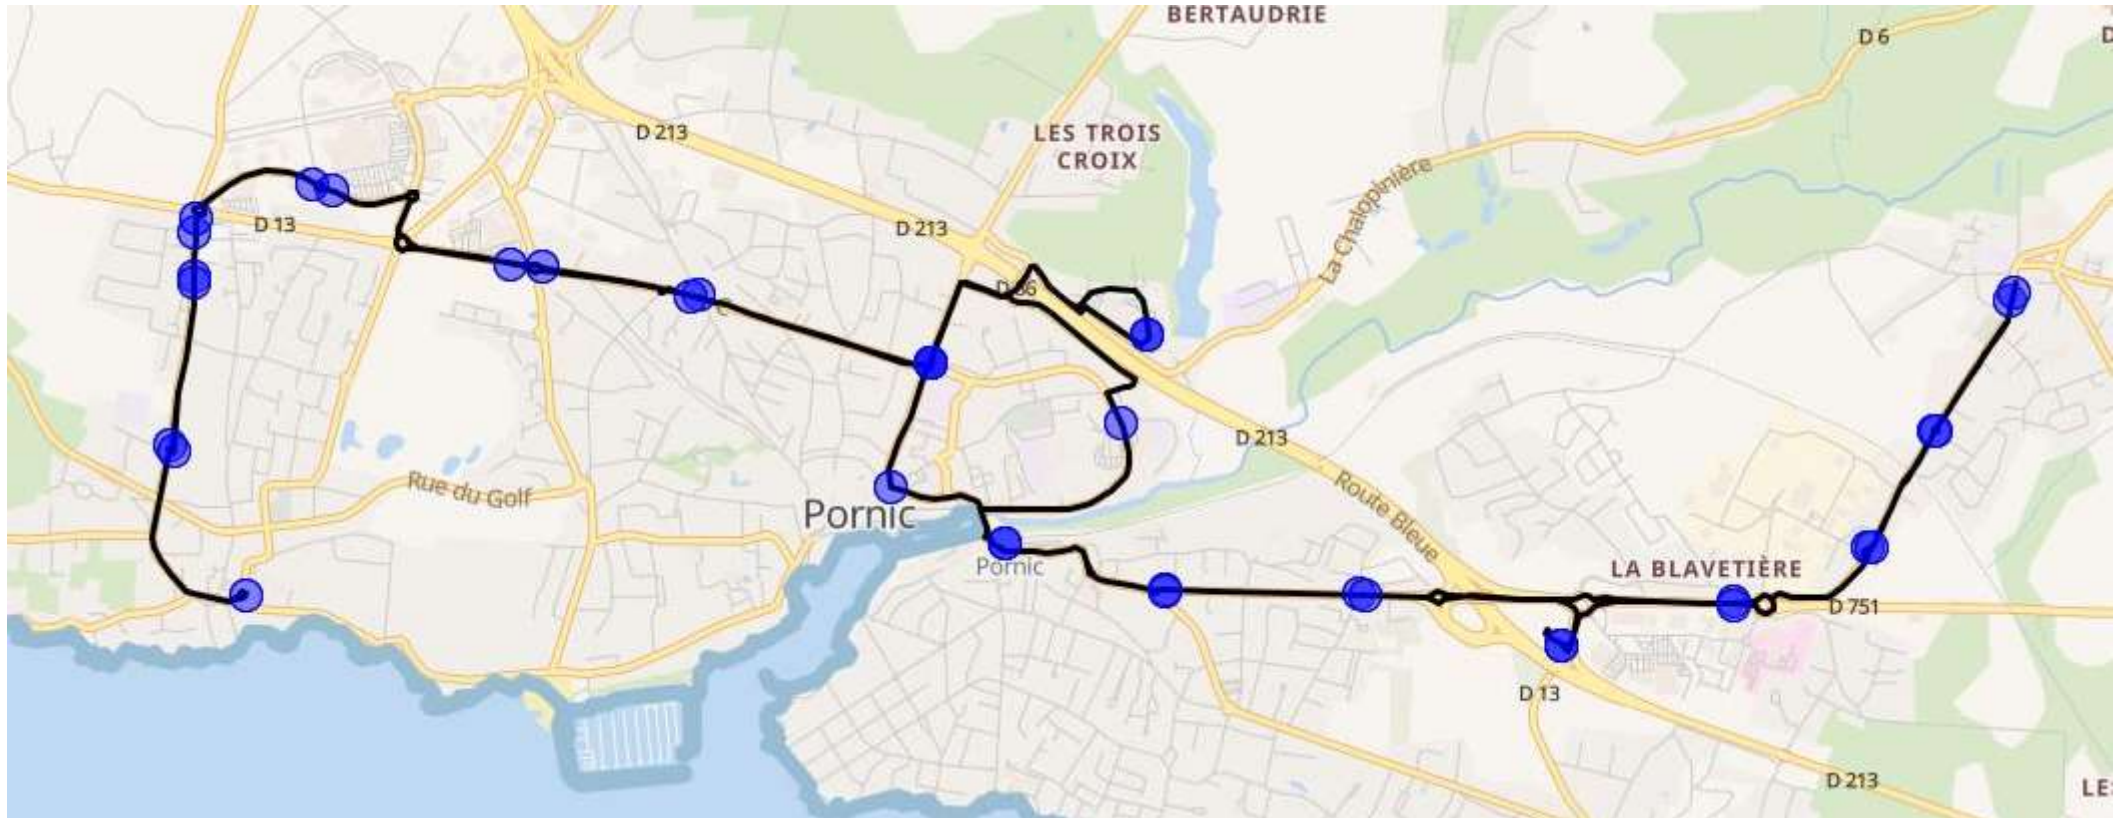 BERTAUDRIE
D 6
D 213
LES TROIS
CROIX
La Chalopinière
D 13
D 213
D 213
Rue du Golf
Pornic
Route Bleue
Pornic
LA BLAVETIÈRE
D 751
D 13
D 213